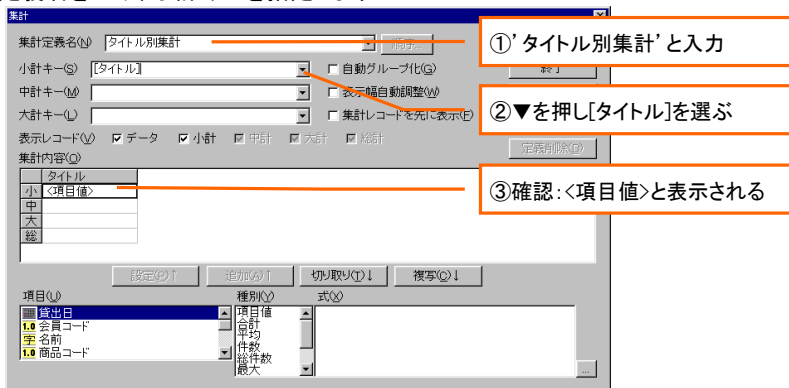 集計
集計定義名(N) タイトル別集計 順序...
①’タイトル別集計’と入力
小計キー(S) [タイトル] 自動グループ化(G) 終了
中計キー(M) 表示幅自動調整(W)
②▼を押し[タイトル]を選ぶ
大計キー(L) 集計レコードを先に表示(F)
表示レコード(V) データ 小計 中計 大計 総計
定義削除(D)
集計内容(O)
タイトル
小 <項目値>
③確認:<項目値>と表示される
中
大
総
設定(P)↑ 追加(A)↑ 切り取り(T)↓ 複写(C)↓
項目(U) 種別(Y) 式(X)
貸出日 項目値
1.0 会員コード 合計
字 名前 平均
1.0 商品コード 件数
総件数
最大
...